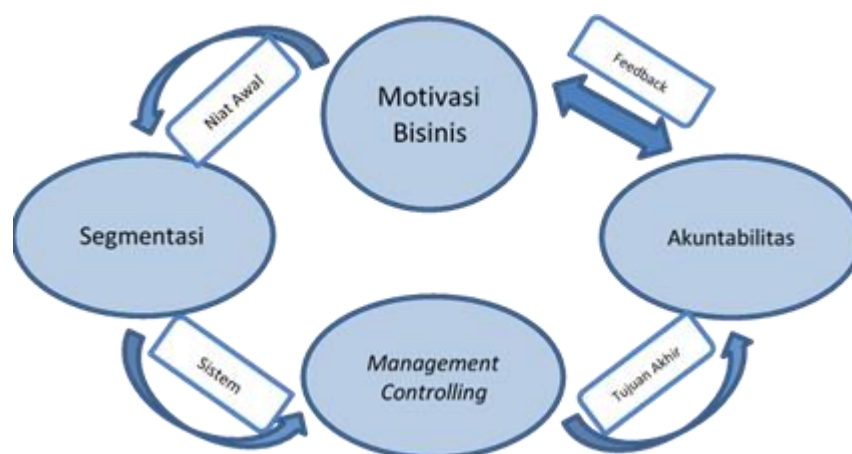 Motivasi
Bisinis
Niat Awal
Feedback
Segmentasi
Akuntabilitas
Sistem
Management
Controlling
Tujuan Akhir